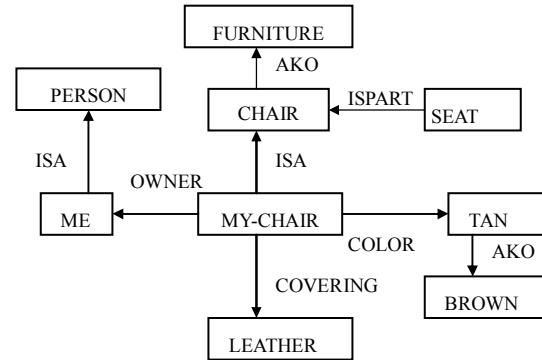 FURNITURE
AKO
PERSON
CHAIR
ISPART
SEAT
ISA
ISA
OWNER
ME
MY-CHAIR
TAN
COLOR
AKO
COVERING
BROWN
LEATHER